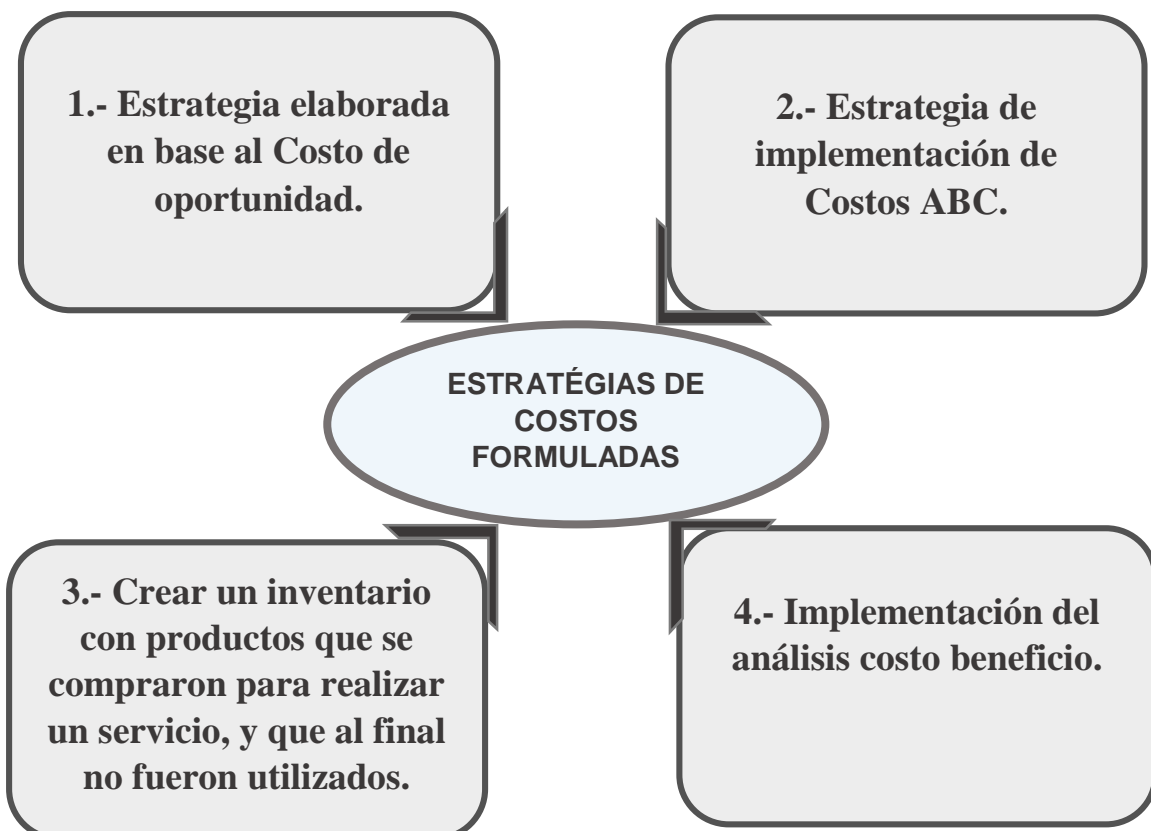 1.- Estrategia elaborada
en base al Costo de
oportunidad.
2.- Estrategia de
implementación de
Costos ABC.
ESTRATÉGIAS DE
COSTOS
FORMULADAS
3.- Crear un inventario
con productos que se
compraron para realizar
un servicio, y que al final
no fueron utilizados.
4.- Implementación del
análisis costo beneficio.